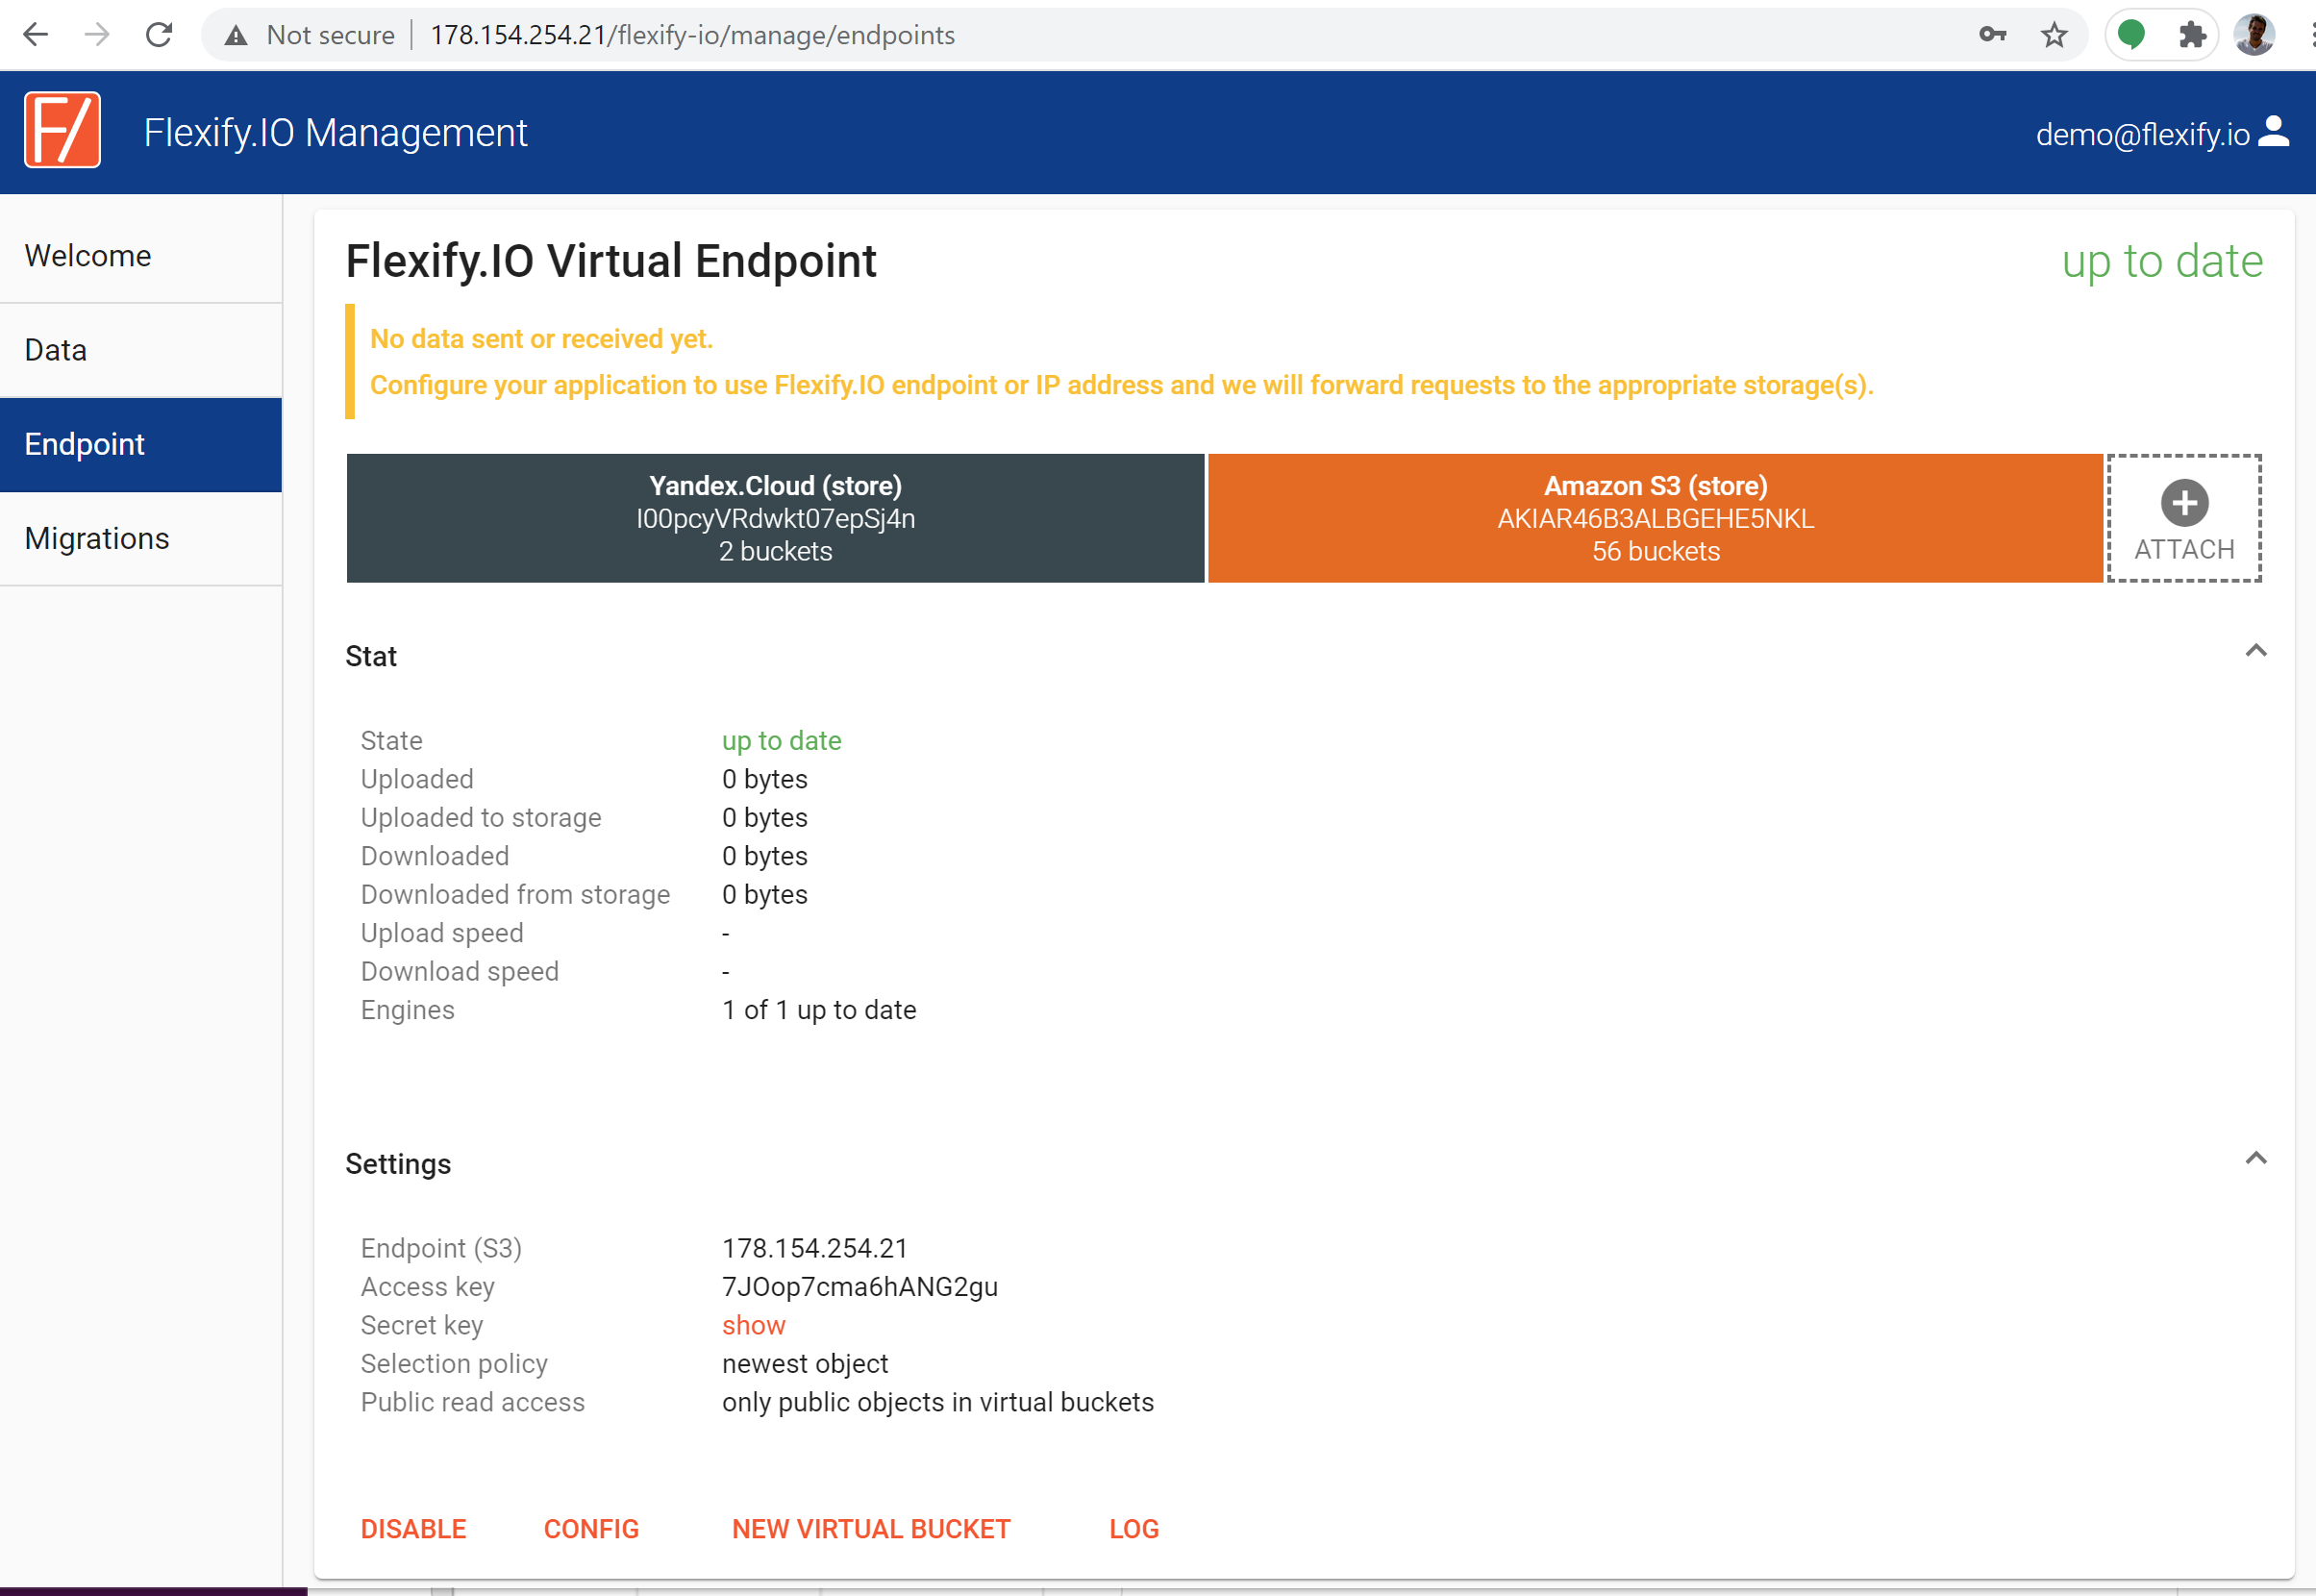 Not secure 178.154.254.21/flexify-io/manage/endpoints
F/ Flexify.IO Management demo@flexify.io
Welcome
Data
Endpoint
Migrations
Flexify.IO Virtual Endpoint up to date
No data sent or received yet.
Configure your application to use Flexify.IO endpoint or IP address and we will forward requests to the appropriate storage(s).
Yandex.Cloud (store)
I00pcyVRdwkt07epSj4n
2 buckets
Amazon S3 (store)
AKIAR46B3ALBGEHE5NKL
56 buckets
ATTACH
Stat
State up to date
Uploaded 0 bytes
Uploaded to storage 0 bytes
Downloaded 0 bytes
Downloaded from storage 0 bytes
Upload speed -
Download speed -
Engines 1 of 1 up to date
Settings
Endpoint (S3) 178.154.254.21
Access key 7JOop7cma6hANG2gu
Secret key show
Selection policy newest object
Public read access only public objects in virtual buckets
DISABLE CONFIG NEW VIRTUAL BUCKET LOG